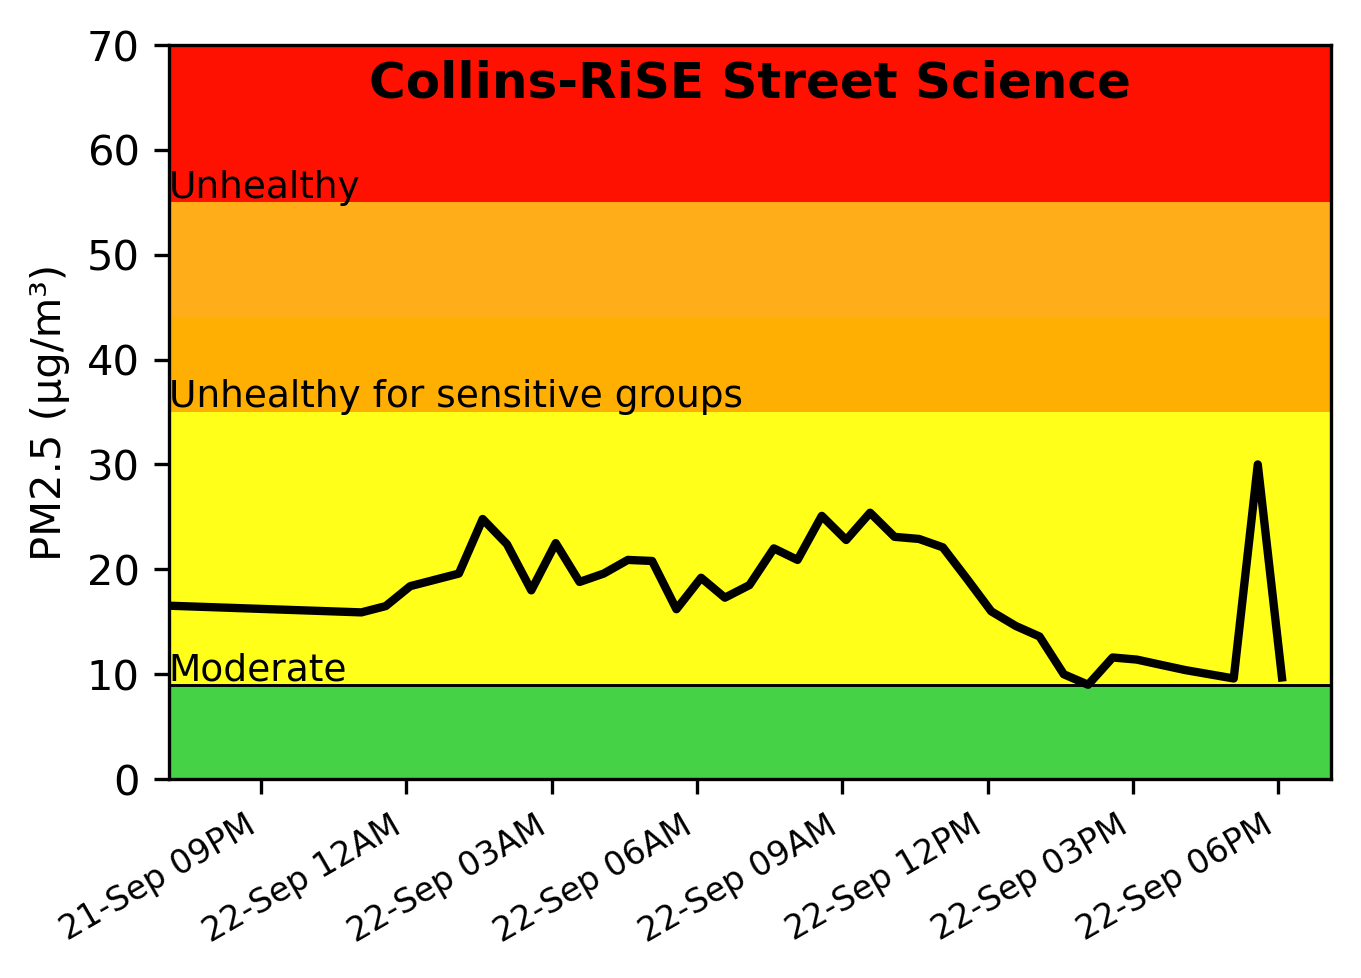 Collins-RiSE Street Science
PM2.5 (µg/m³)
70
60
50
40
30
20
10
0
Unhealthy
Unhealthy for sensitive groups
Moderate
21-Sep 09PM
22-Sep 12AM
22-Sep 03AM
22-Sep 06AM
22-Sep 09AM
22-Sep 12PM
22-Sep 03PM
22-Sep 06PM